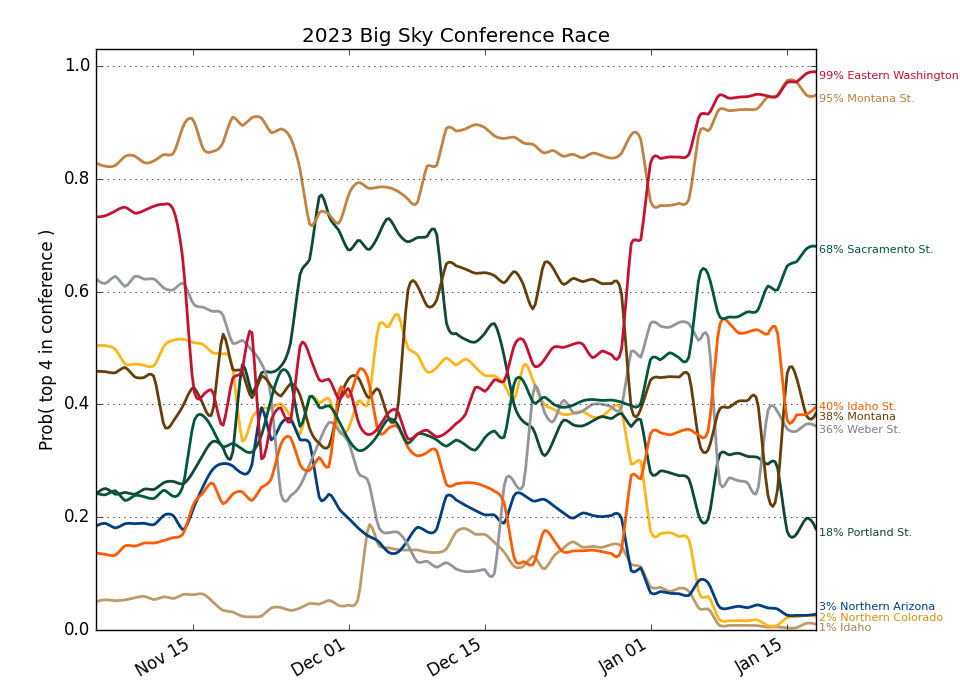 2023 Big Sky Conference Race
Prob( top 4 in conference )
1.0
0.8
0.6
0.4
0.2
0.0
Nov 15
Dec 01
Dec 15
Jan 01
Jan 15
99% Eastern Washington
95% Montana St.
68% Sacramento St.
40% Idaho St.
38% Montana
36% Weber St.
18% Portland St.
3% Northern Arizona
2% Northern Colorado
1% Idaho